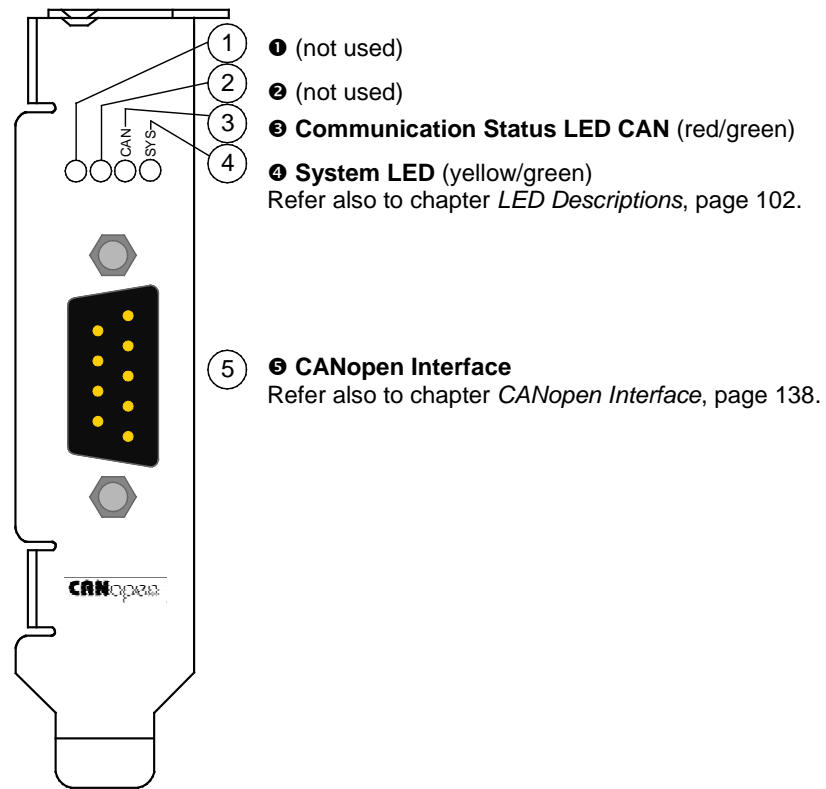 1
❶ (not used)
2
❷ (not used)
3
❸ Communication Status LED CAN (red/green)
CAN
SYS
4
❹ System LED (yellow/green)
Refer also to chapter LED Descriptions, page 102.
5
❺ CANopen Interface
Refer also to chapter CANopen Interface, page 138.
CANopen